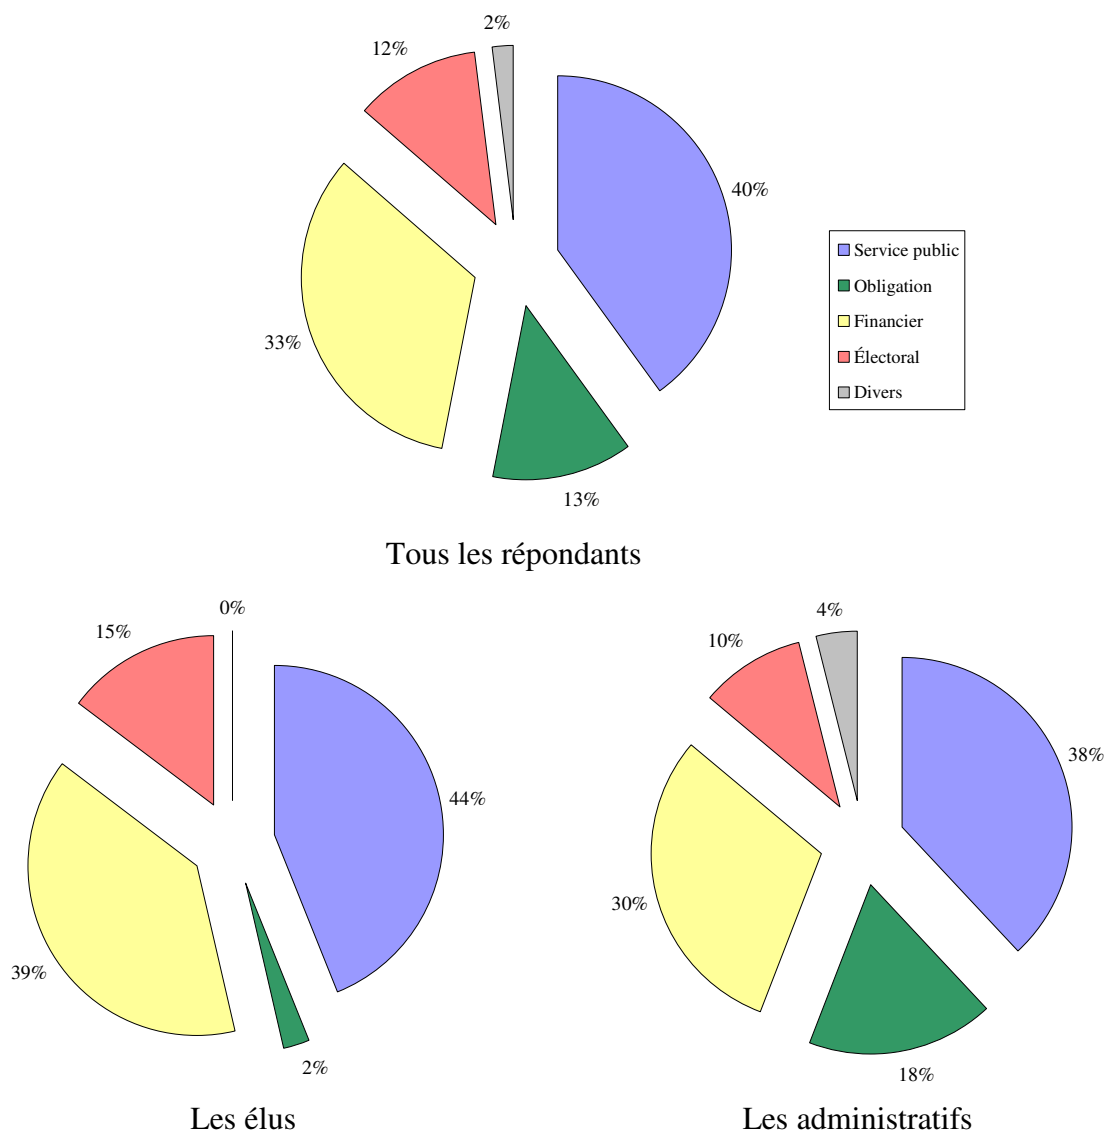 2%
12%
40%
33%
13%
Service public
Obligation
Financier
Électoral
Divers
Tous les répondants
0%
15%
44%
39%
2%
Les élus
4%
10%
38%
30%
18%
Les administratifs